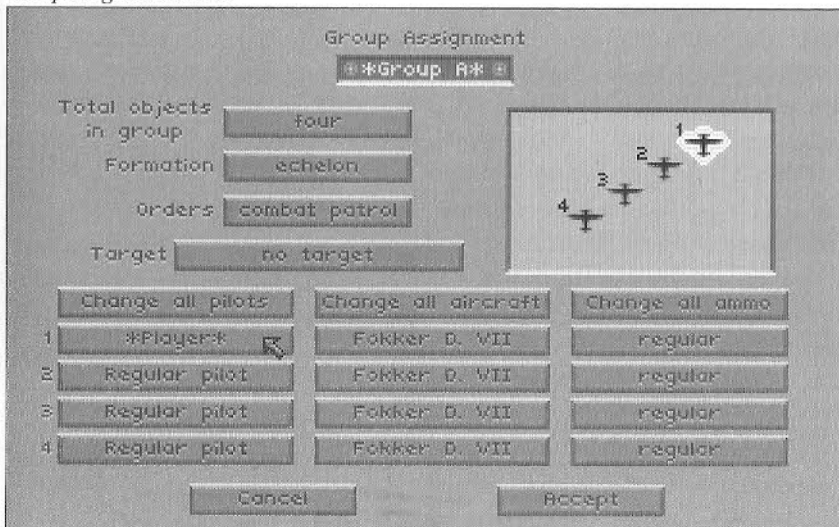 Group Assignment
*Group A*
Total objects in group four
Formation echelon
Orders combat patrol
Target no target
1
2
3
4
Change all pilots Change all aircraft Change all ammo
1 *Player* Fokker D. VII regular
2 Regular pilot Fokker D. VII regular
3 Regular pilot Fokker D. VII regular
4 Regular pilot Fokker D. VII regular
Cancel Accept